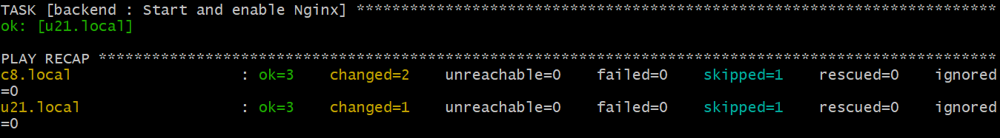 TASK [backend : Start and enable Nginx] ************************************************************************
ok: [u21.local]
PLAY RECAP *****************************************************************************************************
c8.local                   : ok=3    changed=2    unreachable=0    failed=0    skipped=1    rescued=0    ignored
=0
u21.local                  : ok=3    changed=1    unreachable=0    failed=0    skipped=1    rescued=0    ignored
=0